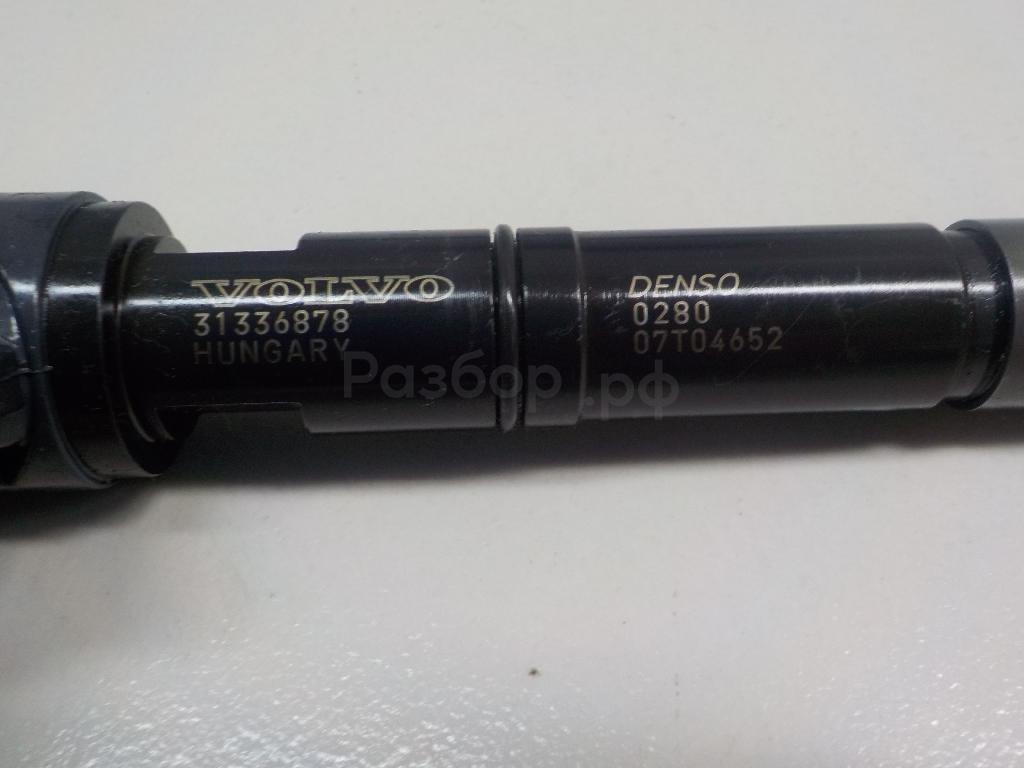 VOLVO
31336878
HUNGARY
DENSO
0280
07T04652
Разбор.рф